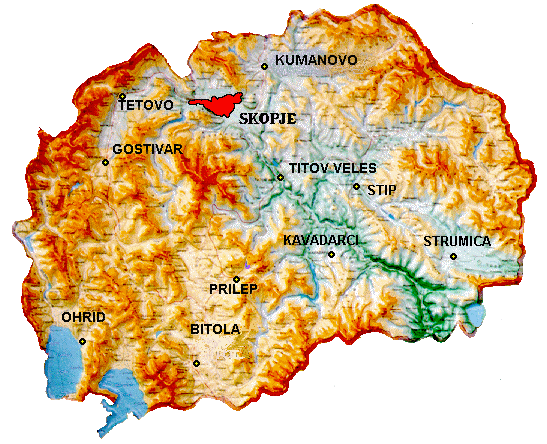 KUMANOVO
TETOVO
SKOPJE
GOSTIVAR
TITOV VELES
STIP
KAVADARCI
STRUMICA
PRILEP
OHRID
BITOLA